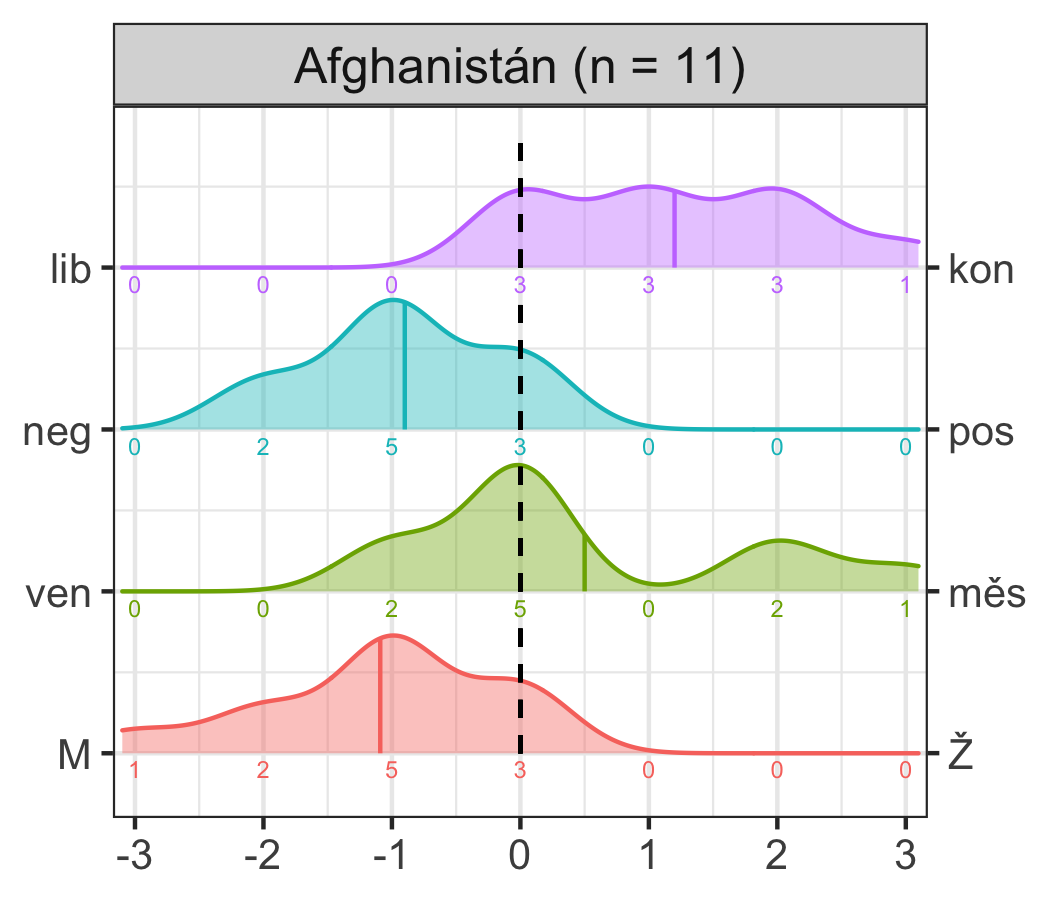 Afghanistán (n = 11)
lib kon
0 0 0 3 3 3 1
neg pos
0 2 5 3 0 0 0
ven měs
0 0 2 5 0 2 1
M Ž
1 2 5 3 0 0 0
-3 -2 -1 0 1 2 3